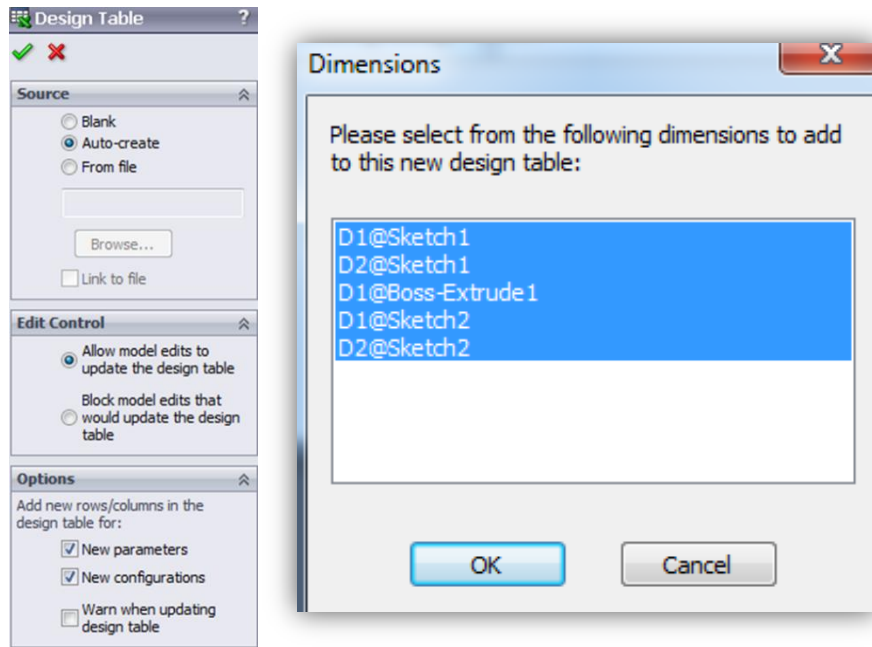 Design Table ?
Source
Blank
Auto-create
From file
Browse...
Link to file
Edit Control
Allow model edits to
update the design table
Block model edits that
would update the design
table
Options
Add new rows/columns in the
design table for:
New parameters
New configurations
Warn when updating
design table
Dimensions
Please select from the following dimensions to add
to this new design table:
D1@Sketch1
D2@Sketch1
D1@Boss-Extrude1
D1@Sketch2
D2@Sketch2
OK
Cancel